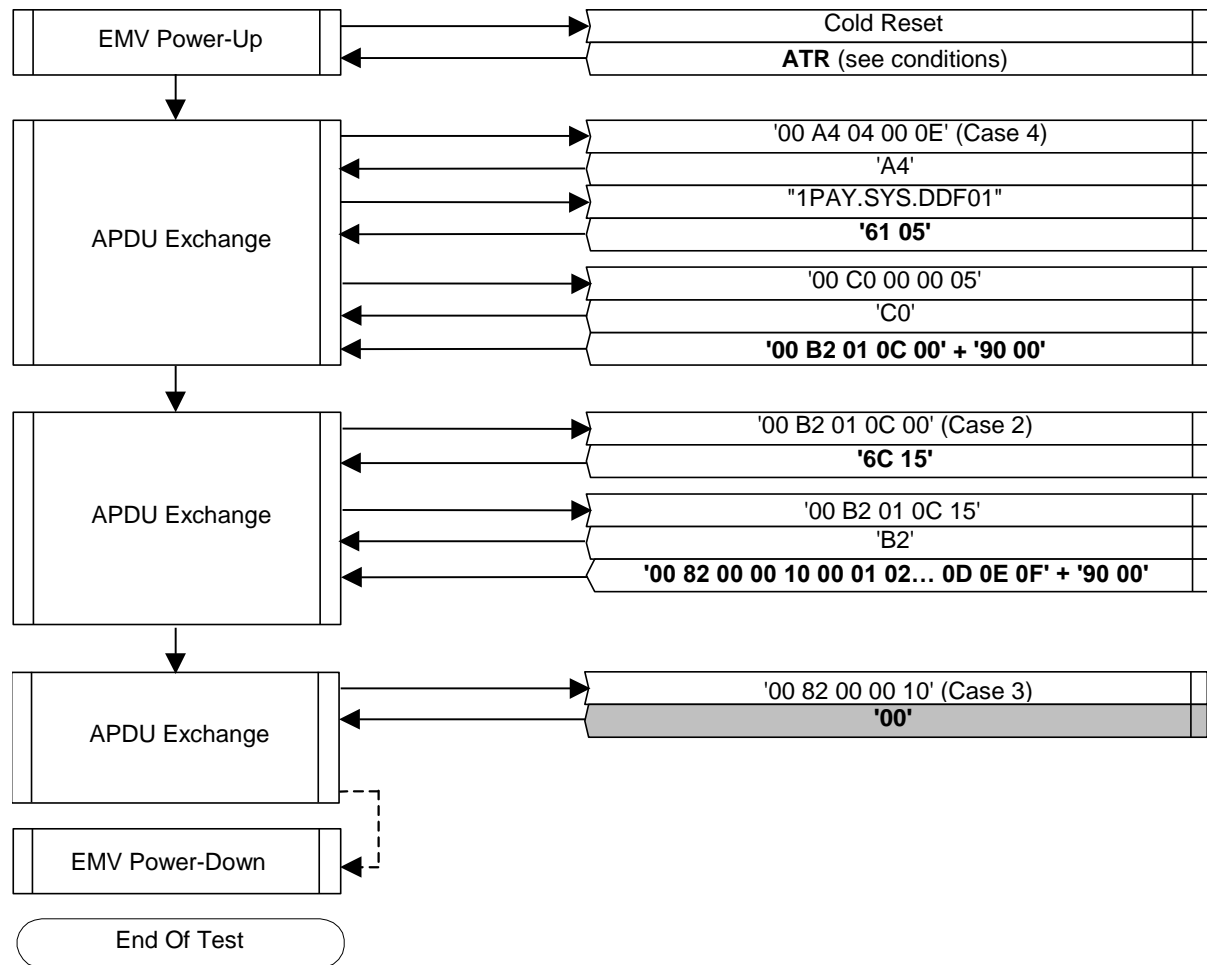 EMV Power-Up
Cold Reset
ATR (see conditions)
APDU Exchange
'00 A4 04 00 0E' (Case 4)
'A4'
"1PAY.SYS.DDF01"
'61 05'
'00 C0 00 00 05'
'C0'
'00 B2 01 0C 00' + '90 00'
APDU Exchange
'00 B2 01 0C 00' (Case 2)
'6C 15'
'00 B2 01 0C 15'
'B2'
'00 82 00 00 10 00 01 02… 0D 0E 0F' + '90 00'
APDU Exchange
'00 82 00 00 10' (Case 3)
'00'
EMV Power-Down
End Of Test